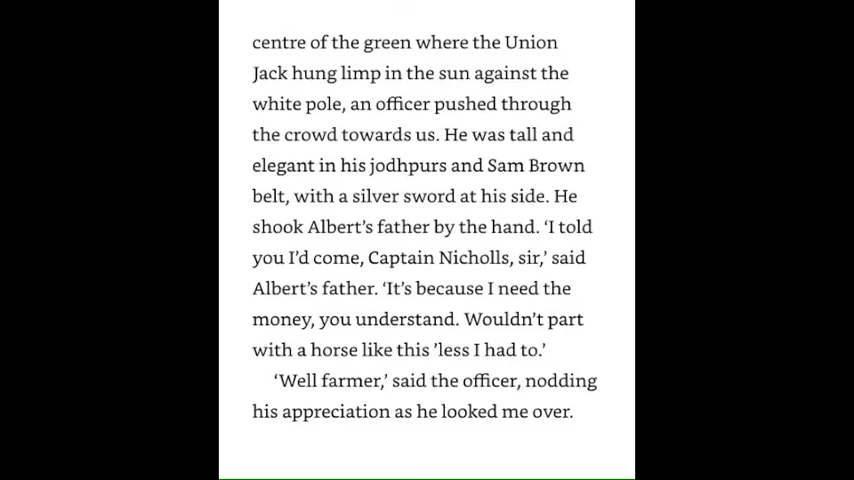 centre of the green where the Union
Jack hung limp in the sun against the
white pole, an officer pushed through
the crowd towards us. He was tall and
elegant in his jodhpurs and Sam Brown
belt, with a silver sword at his side. He
shook Albert’s father by the hand. ‘I told
you I’d come, Captain Nicholls, sir,’ said
Albert’s father. ‘It’s because I need the
money, you understand. Wouldn’t part
with a horse like this ’less I had to.’
‘Well farmer,’ said the officer, nodding
his appreciation as he looked me over.